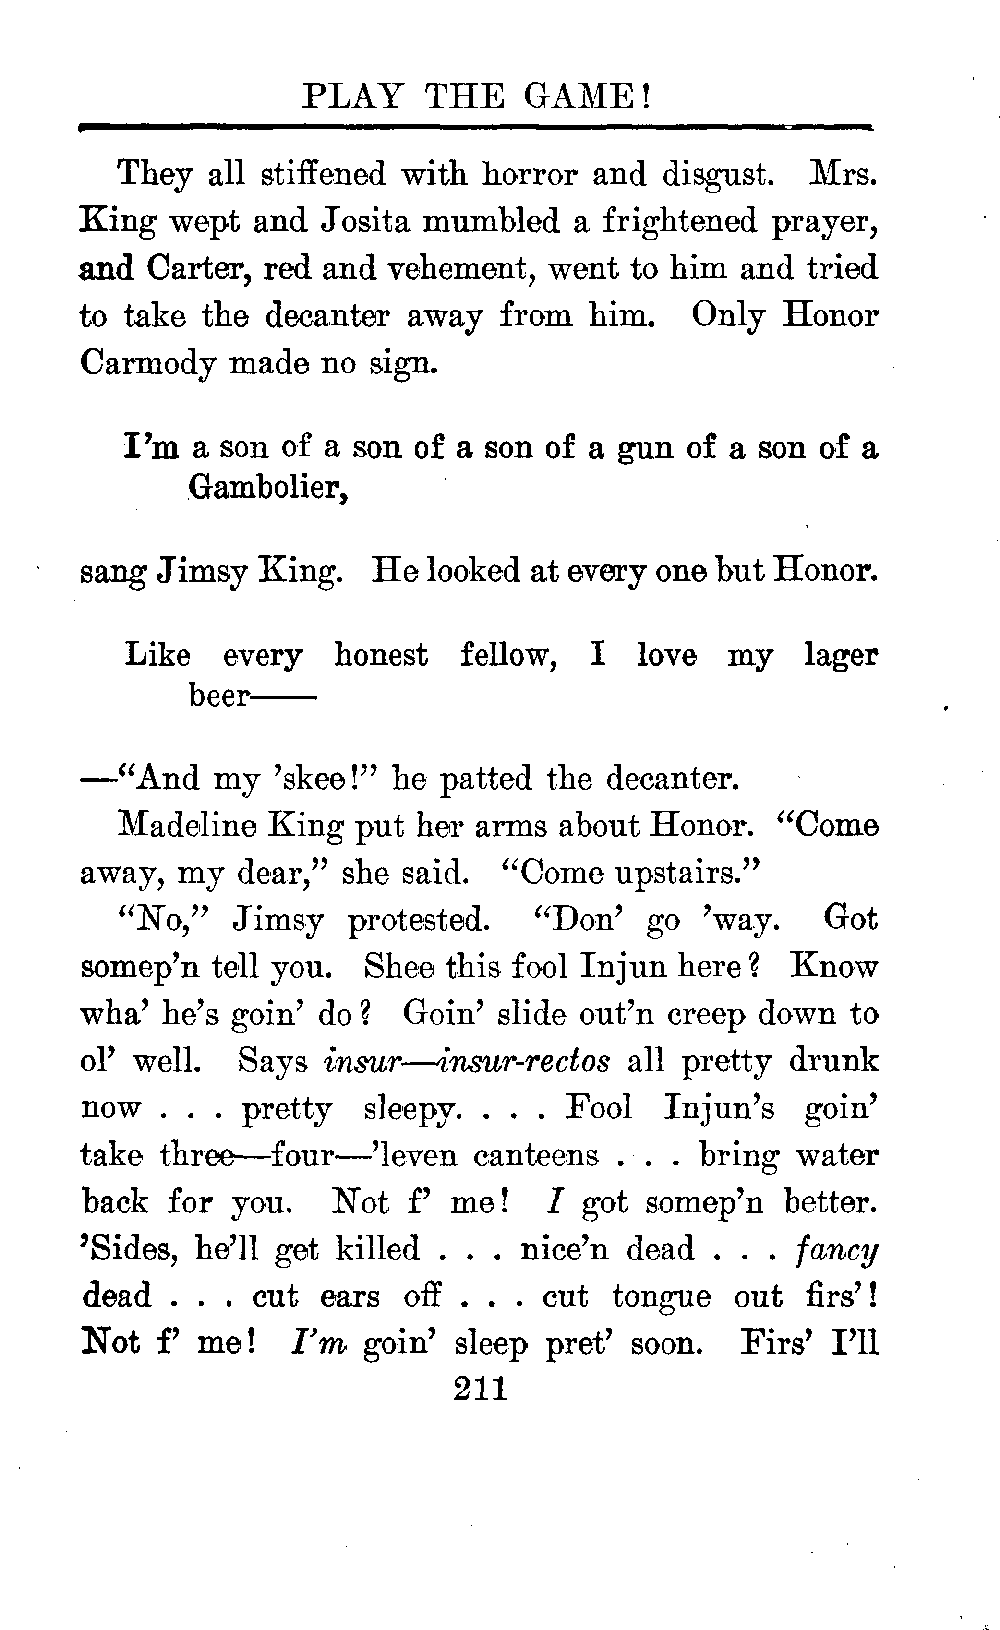 PLAY THE GAME!
They all stiffened with horror and disgust. Mrs.
King wept and Josita mumbled a frightened prayer,
and Carter, red and vehement, went to him and tried
to take the decanter away from him. Only Honor
Carmody made no sign.
I'm a son of a son of a son of a gun of a son of a
Gambolier,
sang Jimsy King. He looked at every one but Honor.
Like every honest fellow, I love my lager
beer——
—“And my ’skee!” he patted the decanter.
Madeline King put her arms about Honor. “Come
away, my dear,” she said. “Come upstairs.”
“No,” Jimsy protested. “Don’ go ’way. Got
somep’n tell you. Shee this fool Injun here? Know
wha’ he’s goin’ do? Goin’ slide out’n creep down to
ol’ well. Says insur—insur-rectos all pretty drunk
now . . . pretty sleepy. . . . Fool Injun’s goin’
take three—four—’leven canteens . . . bring water
back for you. Not f’ me! I got somep’n better.
’Sides, he’ll get killed . . . nice’n dead . . . fancy
dead . . . cut ears off . . . cut tongue out firs’!
Not f’ me! I’m goin’ sleep pret’ soon. Firs’ I’ll
211